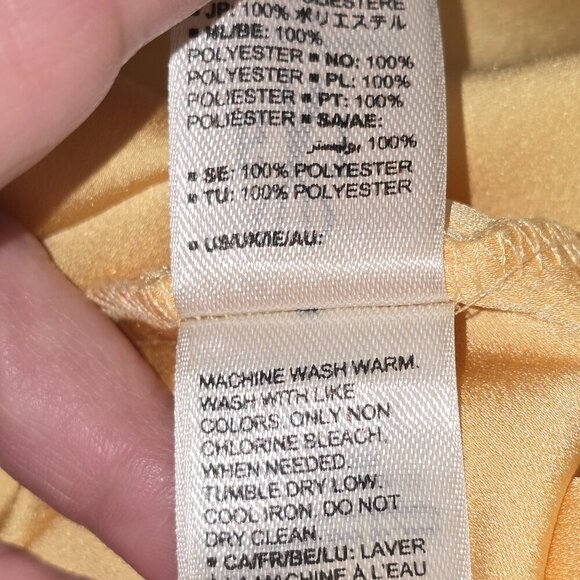 JP: 100% ポリエステル
■ NL/BE: 100%
POLYESTER ■ NO: 100%
POLYESTER ■ PL: 100%
POLIESTER ■ PT: 100%
POLIÉSTER ■ SA/AE:
100% بوليستر
■ SE: 100% POLYESTER
■ TU: 100% POLYESTER
■ US/UK/IE/AU:
MACHINE WASH WARM.
WASH WITH LIKE
COLORS. ONLY NON
CHLORINE BLEACH.
WHEN NEEDED.
TUMBLE DRY LOW.
COOL IRON. DO NOT
DRY CLEAN.
■ CA/FR/BE/LU: LAVER
MACHINE À L'EAU